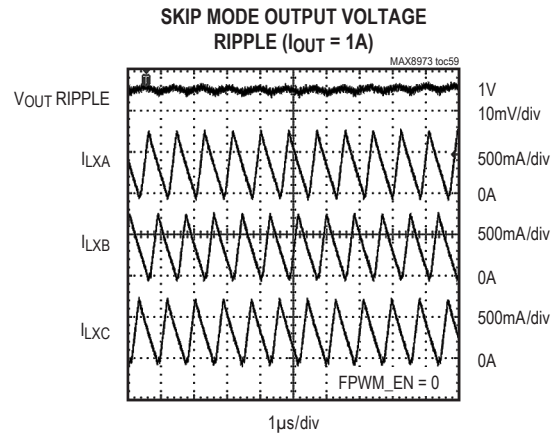 SKIP MODE OUTPUT VOLTAGE
RIPPLE (IOUT = 1A)
MAX8973 toc59
VOUT RIPPLE
1V
10mV/div
ILXA
500mA/div
0A
ILXB
500mA/div
0A
ILXC
500mA/div
0A
FPWM_EN = 0
1µs/div